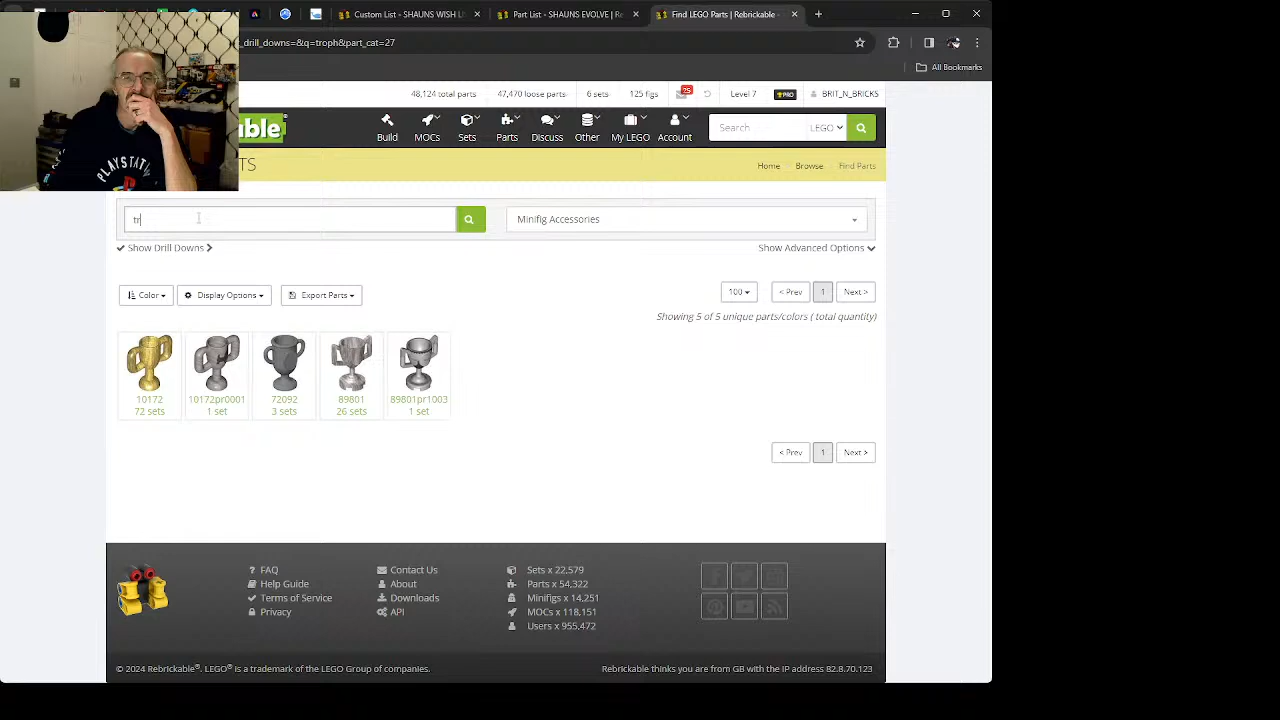 Custom List - SHAUNS WISH L
Part List - SHAUNS EVOLVE | Re
Find LEGO Parts | Rebrickable -
_drill_downs=&q=troph&part_cat=27
All Bookmarks
48,124 total parts
47,470 loose parts
6 sets
125 figs
Level 7
PRO
BRIT_N_BRICKS
able
Build
MOCs
Sets
Parts
Discuss
Other
My LEGO
Account
Search
LEGO
TS
Home
Browse
Find Parts
PLAYSTAT
tr
Minifig Accessories
Show Drill Downs
Show Advanced Options
Color
Display Options
Export Parts
100
< Prev
1
Next >
Showing 5 of 5 unique parts/colors ( total quantity)
10172
72 sets
10172pr0001
1 set
72092
3 sets
89801
26 sets
89801pr1003
1 set
< Prev
1
Next >
FAQ
Help Guide
Terms of Service
Privacy
Contact Us
About
Downloads
API
Sets x 22,579
Parts x 54,322
Minifigs x 14,251
MOCs x 118,151
Users x 955,472
© 2024 Rebrickable®. LEGO® is a trademark of the LEGO Group of companies.
Rebrickable thinks you are from GB with the IP address 82.8.70.123